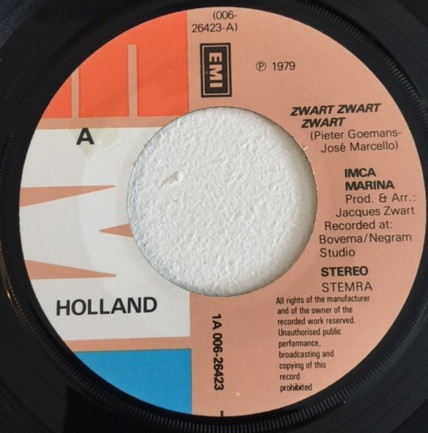 (006-
26423-A)
EMI
℗ 1979
A
ZWART ZWART
ZWART
(Pieter Goemans-
José Marcello)
IMCA
MARINA
Prod. & Arr.:
Jacques Zwart
Recorded at:
Bovema/Negram
Studio
STEREO
STEMRA
HOLLAND
1A 006-26423
All rights of the manufacturer
and of the owner of the
recorded work reserved.
Unauthorised public
performance,
broadcasting and
copying of this
record
prohibited